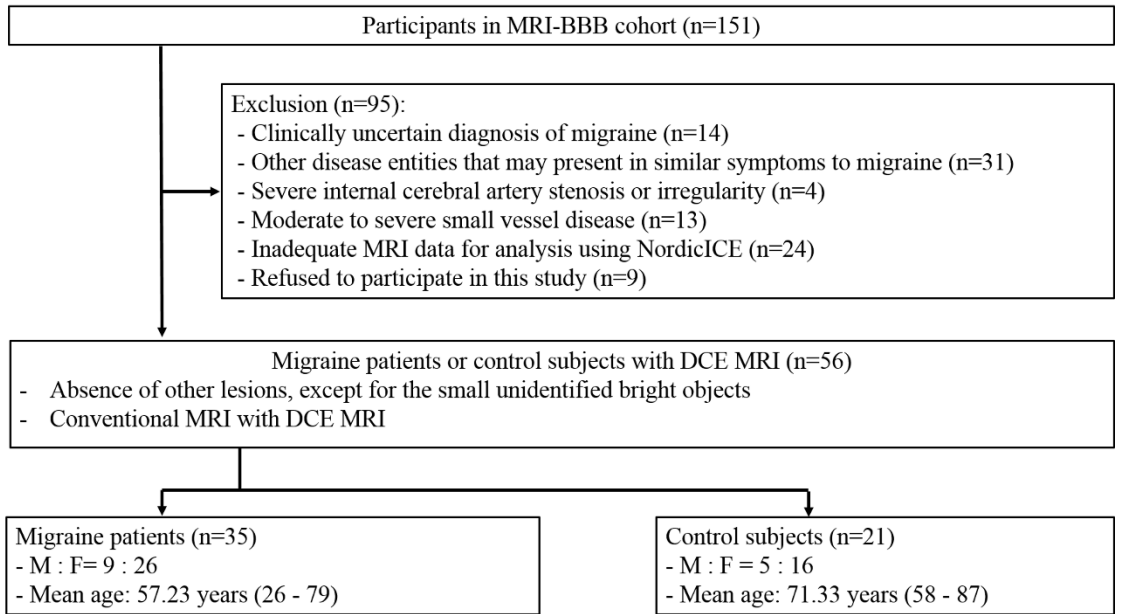 Participants in MRI-BBB cohort (n=151)
Exclusion (n=95):
- Clinically uncertain diagnosis of migraine (n=14)
- Other disease entities that may present in similar symptoms to migraine (n=31)
- Severe internal cerebral artery stenosis or irregularity (n=4)
- Moderate to severe small vessel disease (n=13)
- Inadequate MRI data for analysis using NordicICE (n=24)
- Refused to participate in this study (n=9)
Migraine patients or control subjects with DCE MRI (n=56)
- Absence of other lesions, except for the small unidentified bright objects
- Conventional MRI with DCE MRI
Migraine patients (n=35)
- M : F= 9 : 26
- Mean age: 57.23 years (26 - 79)
Control subjects (n=21)
- M : F = 5 : 16
- Mean age: 71.33 years (58 - 87)